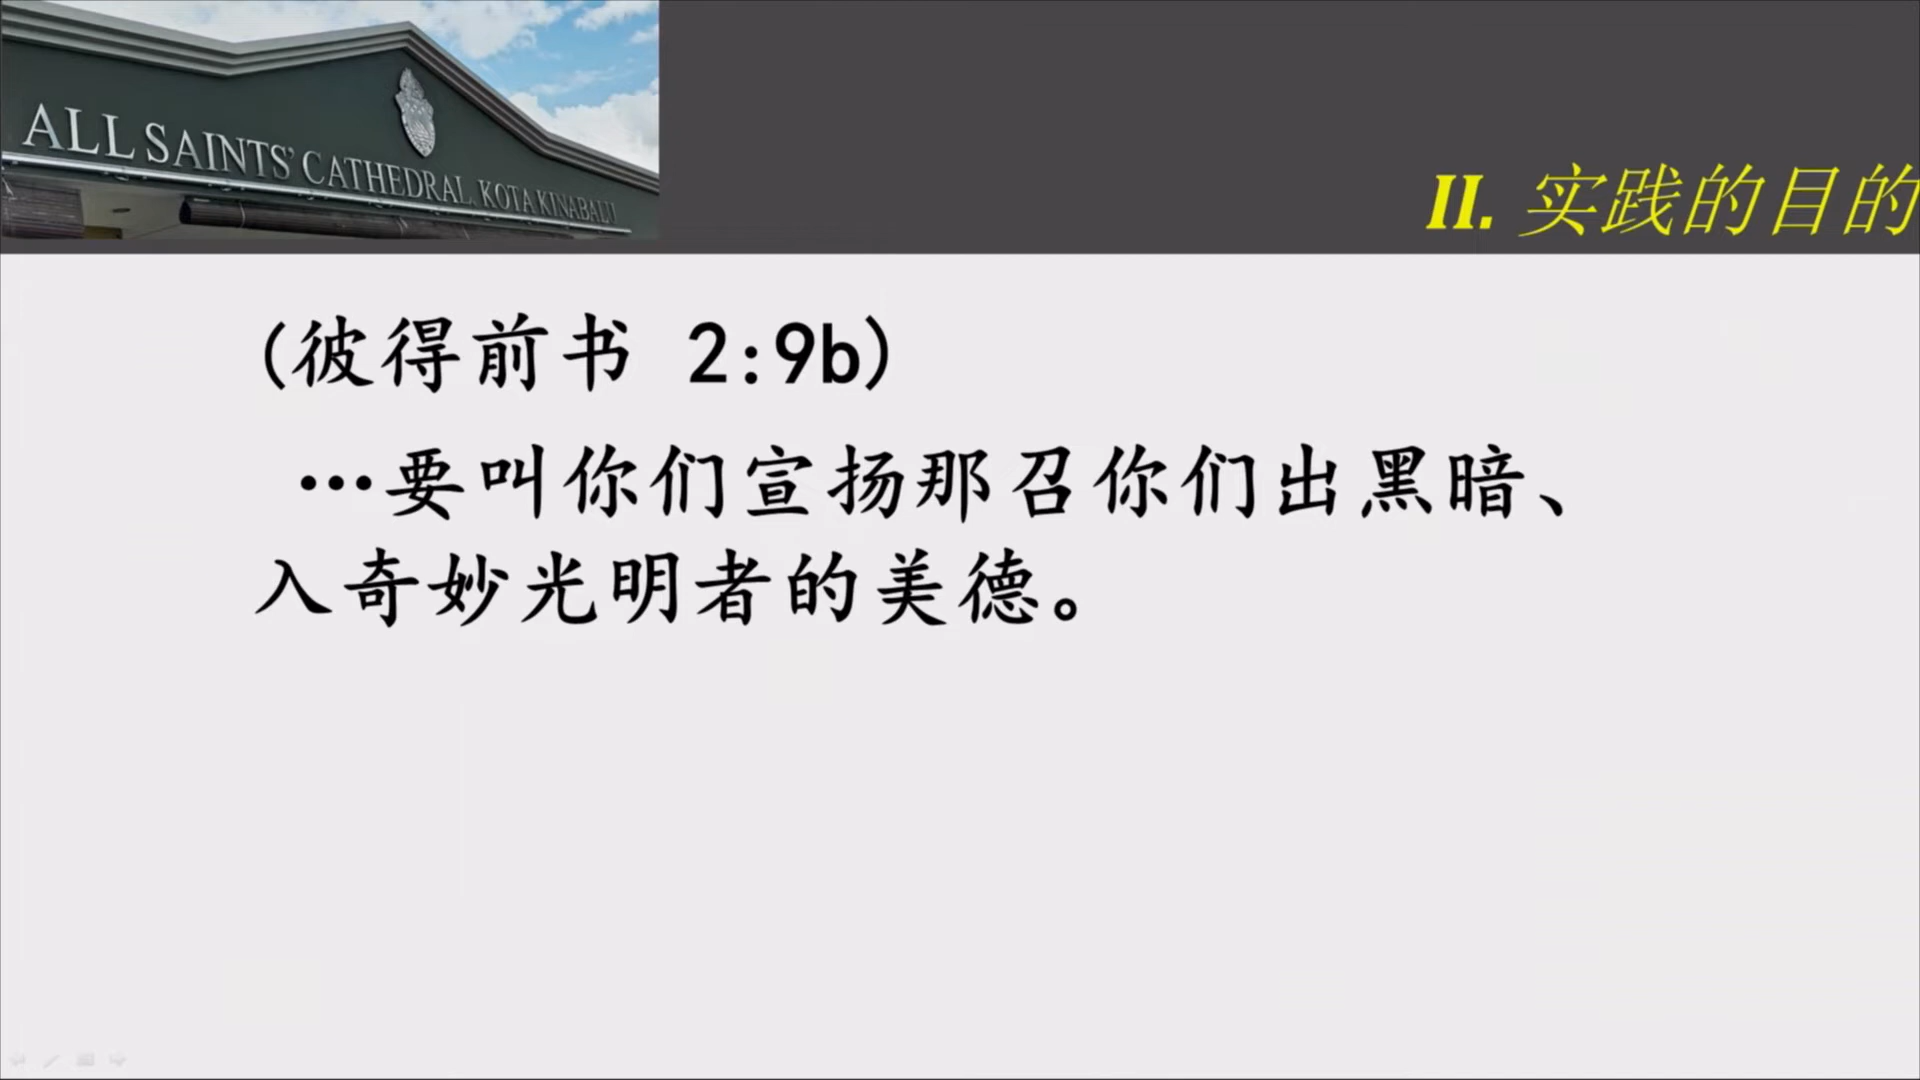 ALL SAINTS' CATHEDRAL, KOTA KINABALU
II. 实践的目的
(彼得前书 2:9b)
…要叫你们宣扬那召你们出黑暗、
入奇妙光明者的美德。